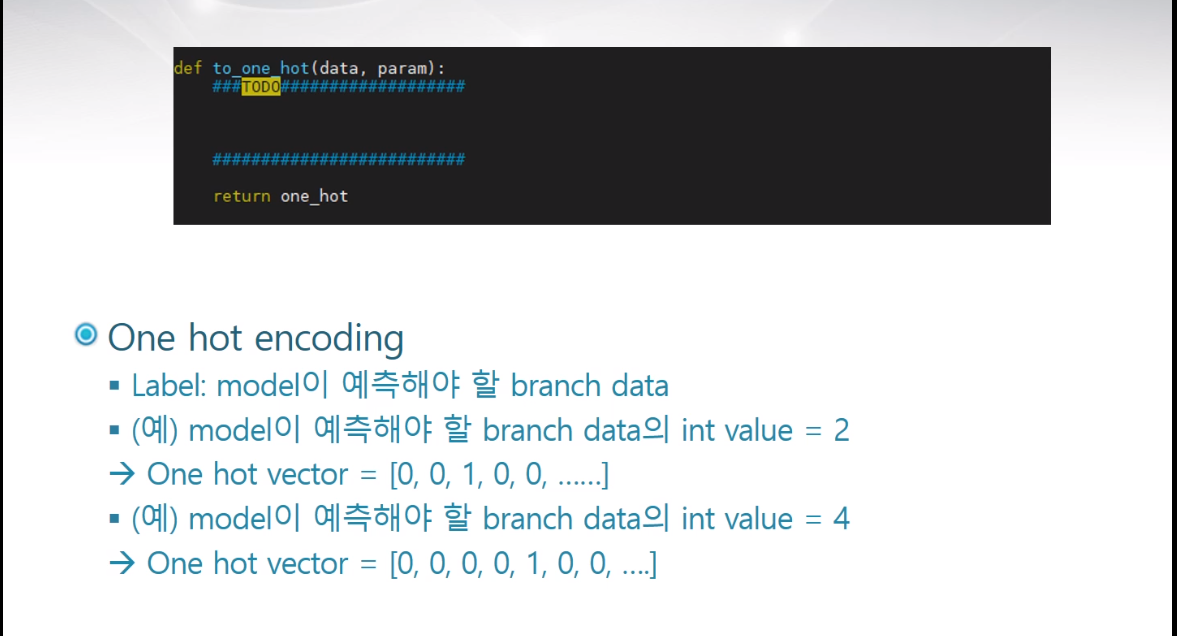 def to_one_hot(data, param):
###TODO###################
##########################
return one_hot
One hot encoding
▪ Label: model이 예측해야 할 branch data
▪ (예) model이 예측해야 할 branch data의 int value = 2
→ One hot vector = [0, 0, 1, 0, 0, ……]
▪ (예) model이 예측해야 할 branch data의 int value = 4
→ One hot vector = [0, 0, 0, 0, 1, 0, 0, ….]